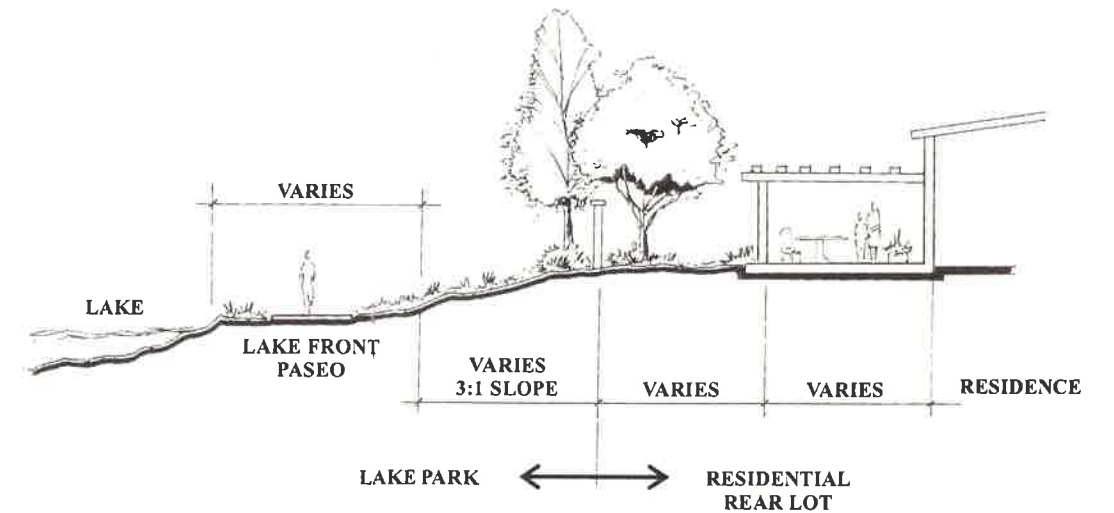 VARIES
LAKE
LAKE FRONT
PASEO
VARIES
3:1 SLOPE
VARIES
VARIES
RESIDENCE
LAKE PARK
RESIDENTIAL
REAR LOT